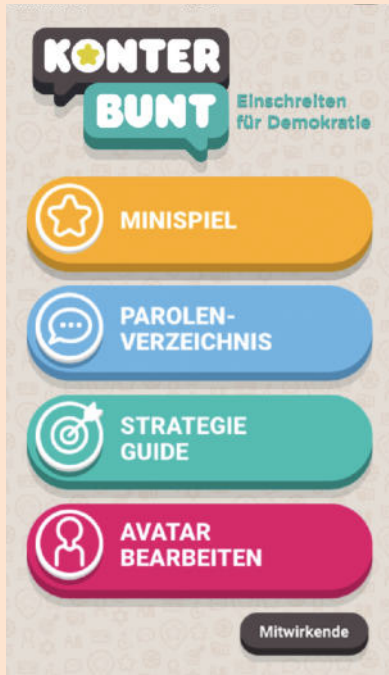 KONTER
BUNT
Einschreiten
für Demokratie
MINISPIEL
PAROLEN-
VERZEICHNIS
STRATEGIE
GUIDE
AVATAR
BEARBEITEN
Mitwirkende